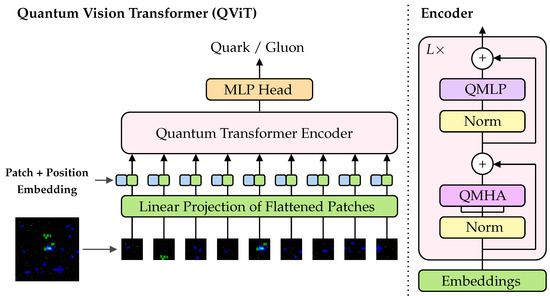 Quantum Vision Transformer (QViT)
Quark / Gluon
MLP Head
Quantum Transformer Encoder
Patch + Position
Embedding
Linear Projection of Flattened Patches
Encoder
L×
+
QMLP
Norm
+
QMHA
Norm
Embeddings